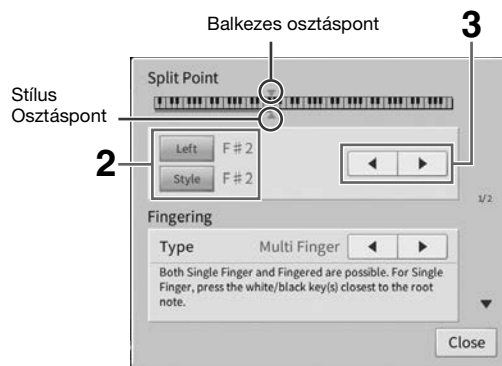 Balkezes osztáspont
3
Split Point
Stílus
Osztáspont
2
Left F♯2
Style F♯2
1/2
Fingering
Type Multi Finger
Both Single Finger and Fingered are possible. For Single
Finger, press the white/black key(s) closest to the root
note.
Close